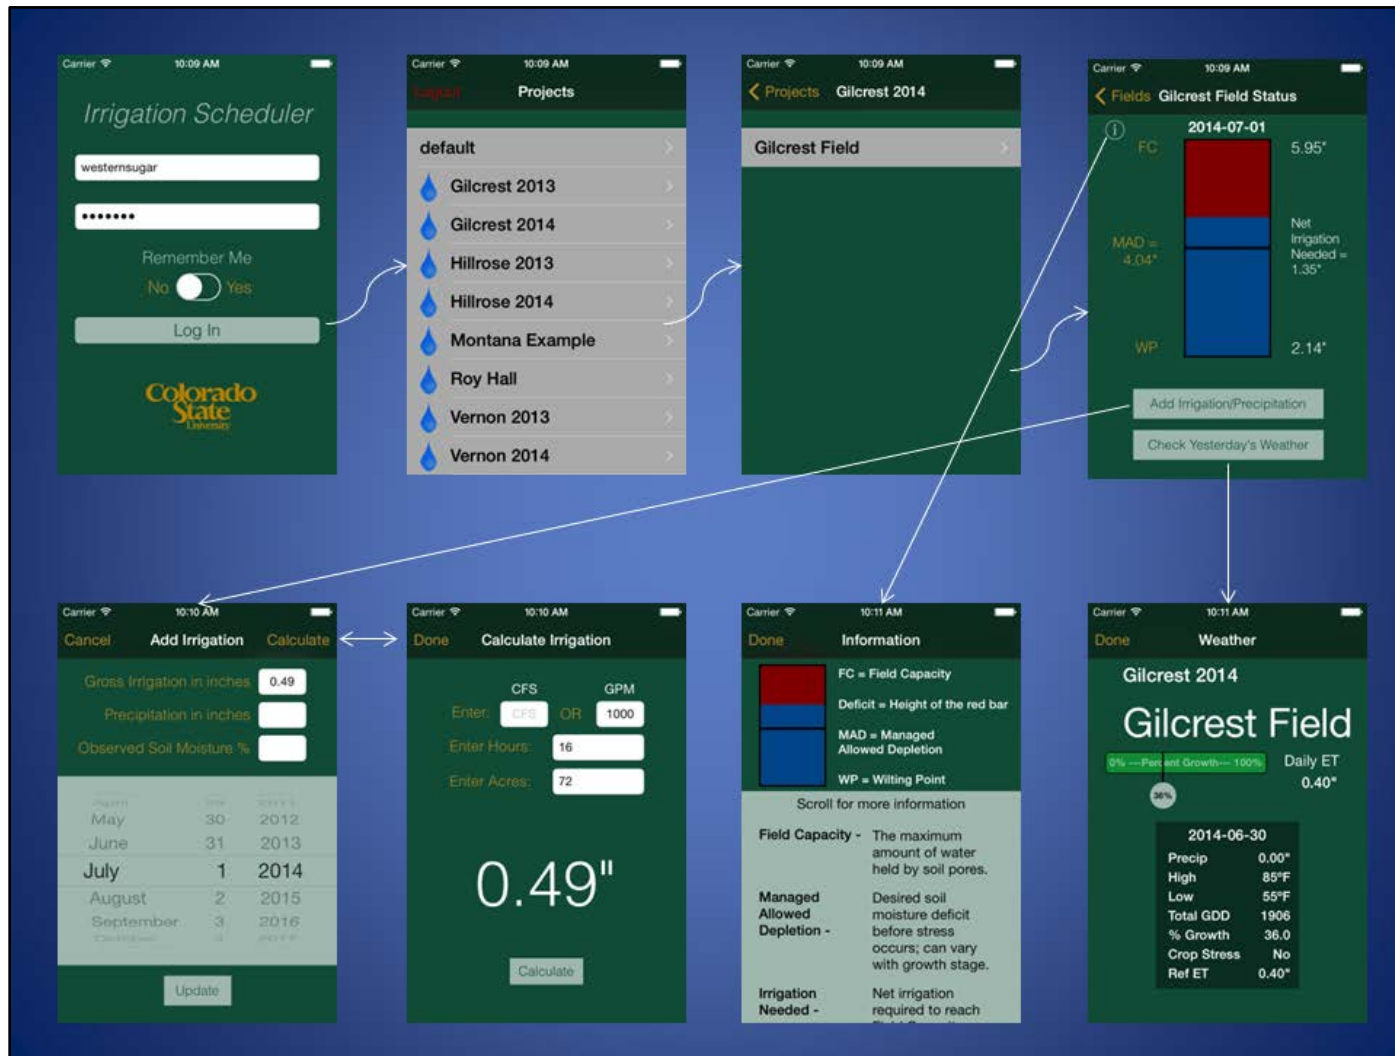 Carrier 10:09 AM
Irrigation Scheduler
westernsugar
•••••••
Remember Me
No Yes
Log In
Colorado
State
University
Carrier 10:09 AM
Logout Projects
default
Gilcrest 2013
Gilcrest 2014
Hillrose 2013
Hillrose 2014
Montana Example
Roy Hall
Vernon 2013
Vernon 2014
Carrier 10:09 AM
Projects Gilcrest 2014
Gilcrest Field
Carrier 10:09 AM
Fields Gilcrest Field Status
2014-07-01
i
FC 5.95"
MAD =
4.04"
Net
Irrigation
Needed =
1.35"
WP 2.14"
Add Irrigation/Precipitation
Check Yesterday's Weather
Carrier 10:10 AM
Cancel Add Irrigation Calculate
Gross Irrigation in inches 0.49
Precipitation in inches
Observed Soil Moisture %
May 30 2012
June 31 2013
July 1 2014
August 2 2015
September 3 2016
Carrier 10:10 AM
Done Calculate Irrigation
CFS GPM
Enter: CFS OR 1000
Enter Hours: 16
Enter Acres: 72
0.49"
Calculate
Update
Carrier 10:11 AM
Done Information
FC = Field Capacity
Deficit = Height of the red bar
MAD = Managed
Allowed Depletion
WP = Wilting Point
Scroll for more information
Field Capacity - The maximum
amount of water
held by soil pores.
Managed Desired soil
Allowed moisture deficit
Depletion - before stress
occurs; can vary
with growth stage.
Irrigation Net irrigation
Needed - required to reach
Carrier 10:11 AM
Done Weather
Gilcrest 2014
Gilcrest Field
0% ---Percent Growth--- 100% Daily ET
36% 0.40"
2014-06-30
Precip 0.00"
High 85°F
Low 55°F
Total GDD 1906
% Growth 36.0
Crop Stress No
Ref ET 0.40"